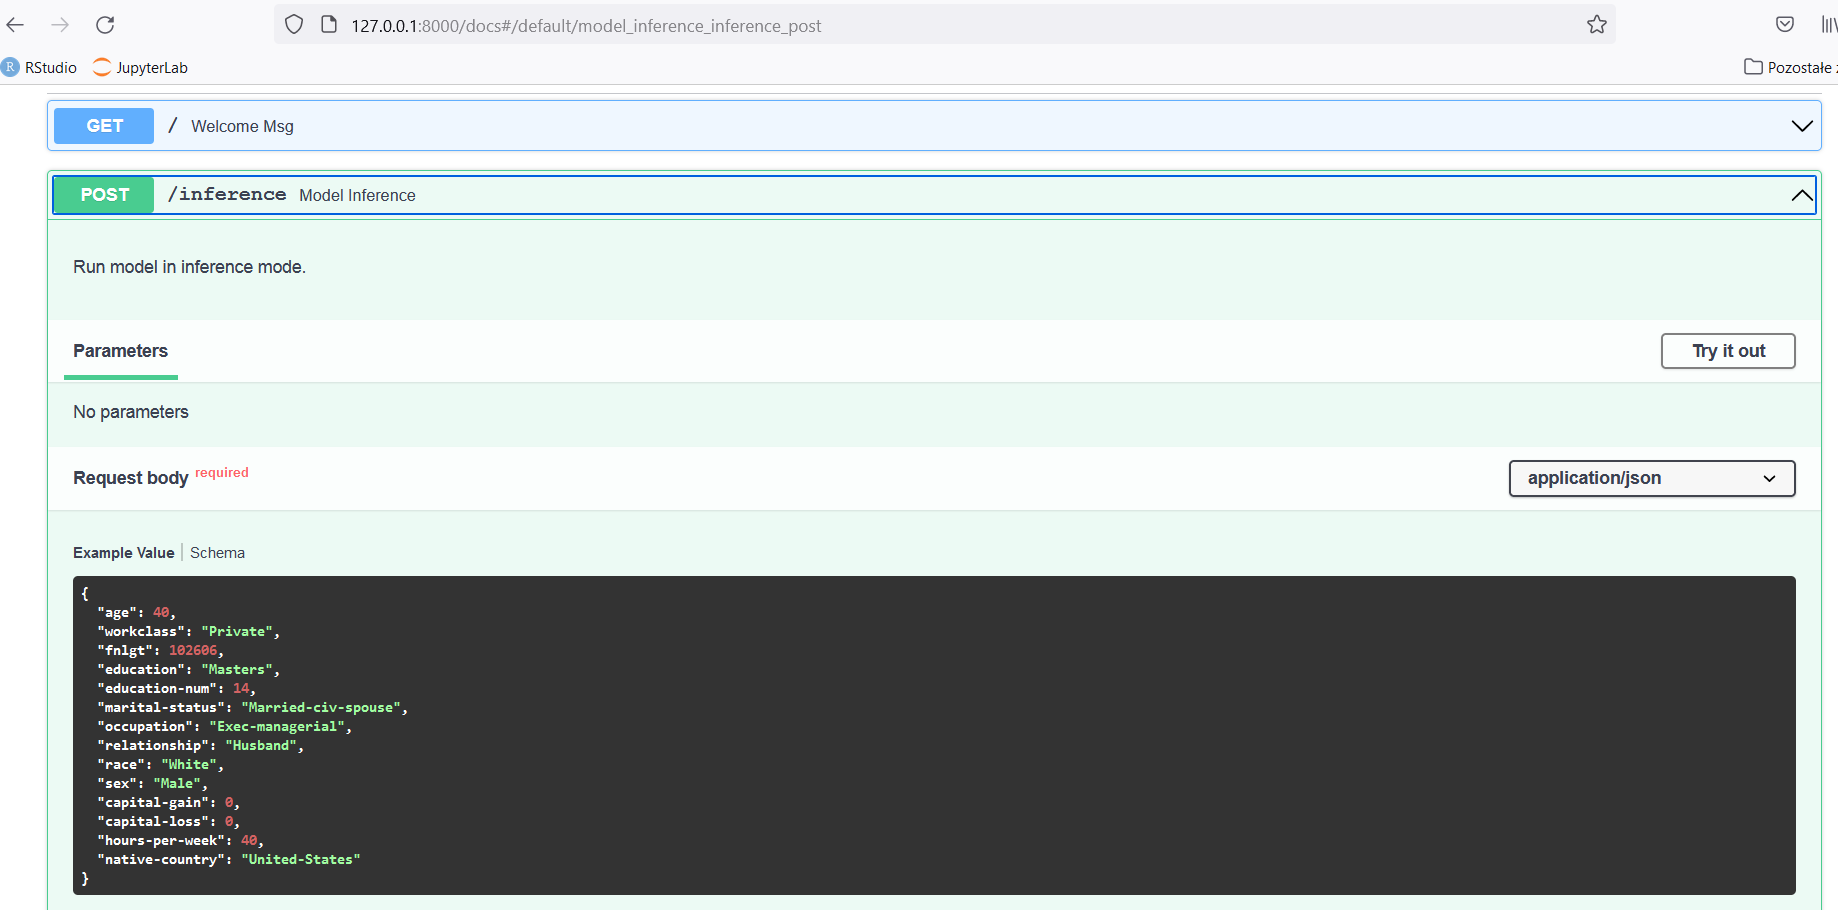 127.0.0.1:8000/docs#/default/model_inference_inference_post
R RStudio JupyterLab Pozostałe
GET / Welcome Msg
POST /inference Model Inference
Run model in inference mode.
Parameters
Try it out
No parameters
Request body required
application/json
Example Value | Schema
{
"age": 40,
"workclass": "Private",
"fnlgt": 102606,
"education": "Masters",
"education-num": 14,
"marital-status": "Married-civ-spouse",
"occupation": "Exec-managerial",
"relationship": "Husband",
"race": "White",
"sex": "Male",
"capital-gain": 0,
"capital-loss": 0,
"hours-per-week": 40,
"native-country": "United-States"
}